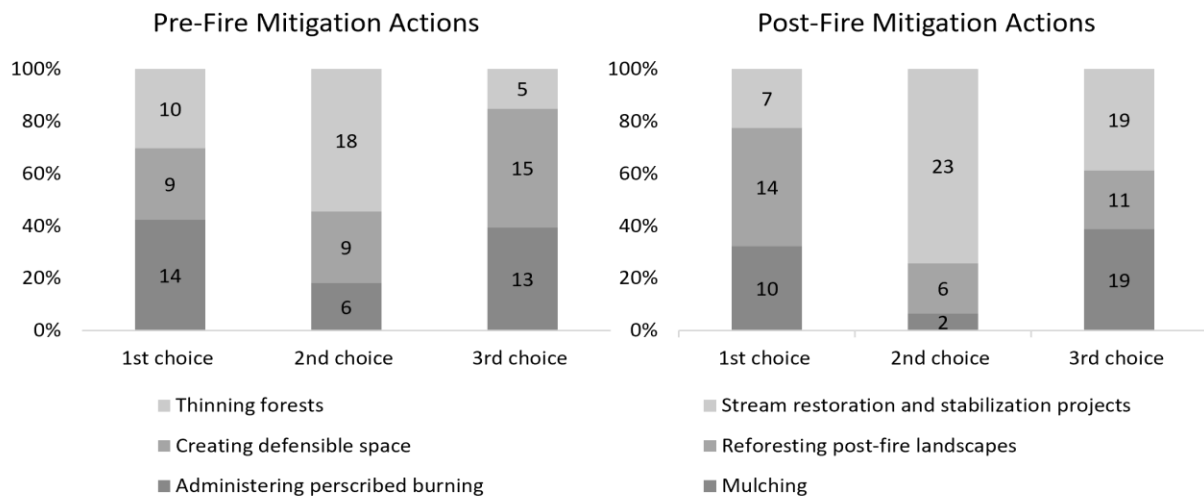 Pre-Fire Mitigation Actions
100%
80%
60%
40%
20%
0%
10
9
14
18
9
6
5
15
13
1st choice
2nd choice
3rd choice
Thinning forests
Creating defensible space
Administering perscribed burning
Post-Fire Mitigation Actions
100%
80%
60%
40%
20%
0%
7
14
10
23
6
2
19
11
19
1st choice
2nd choice
3rd choice
Stream restoration and stabilization projects
Reforesting post-fire landscapes
Mulching